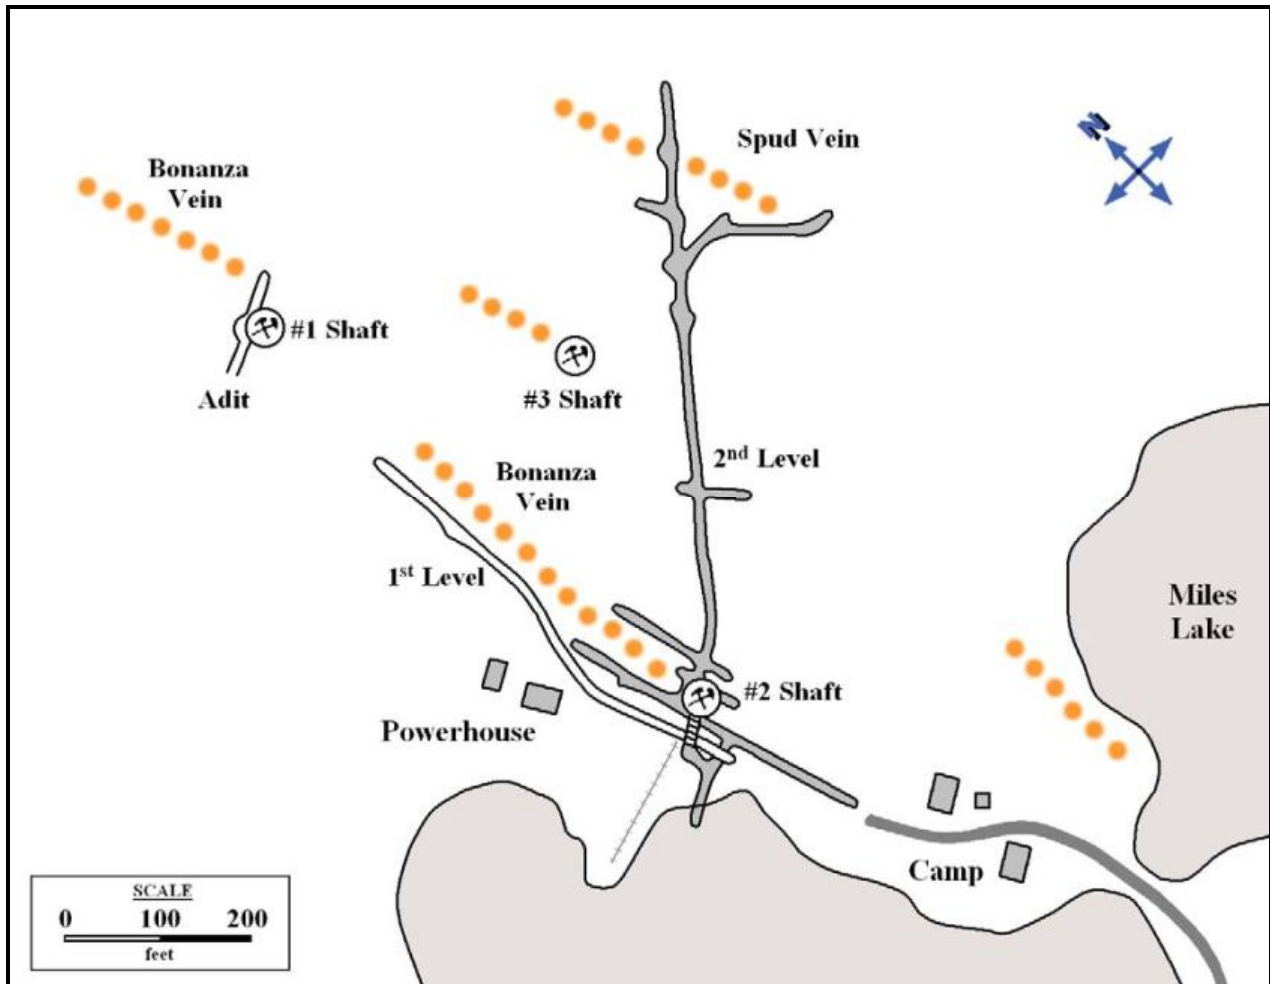 N
Spud Vein
Bonanza
Vein
#1 Shaft
Adit
#3 Shaft
2nd Level
Bonanza
Vein
1st Level
Miles
Lake
#2 Shaft
Powerhouse
Camp
SCALE
0 100 200
feet